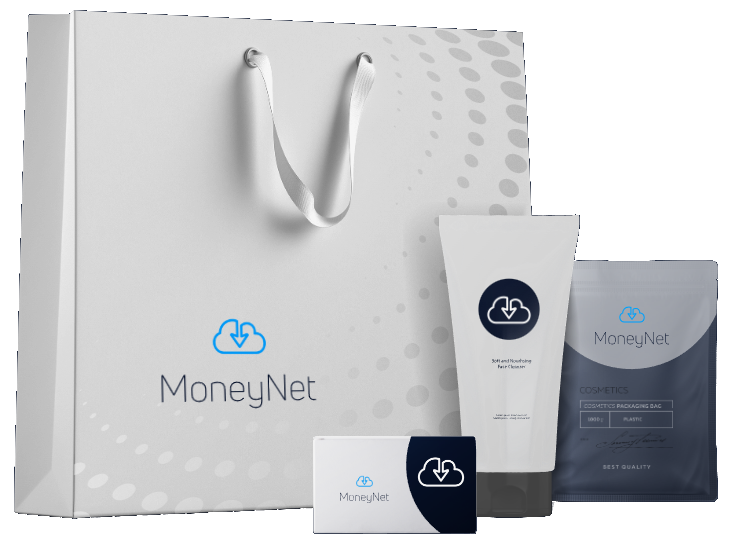 MoneyNet
Soft and Nourishing
Face Cleanser
MoneyNet
MoneyNet
COSMETICS
COSMETICS PACKAGING BAG
PLASTIC
BEST QUALITY